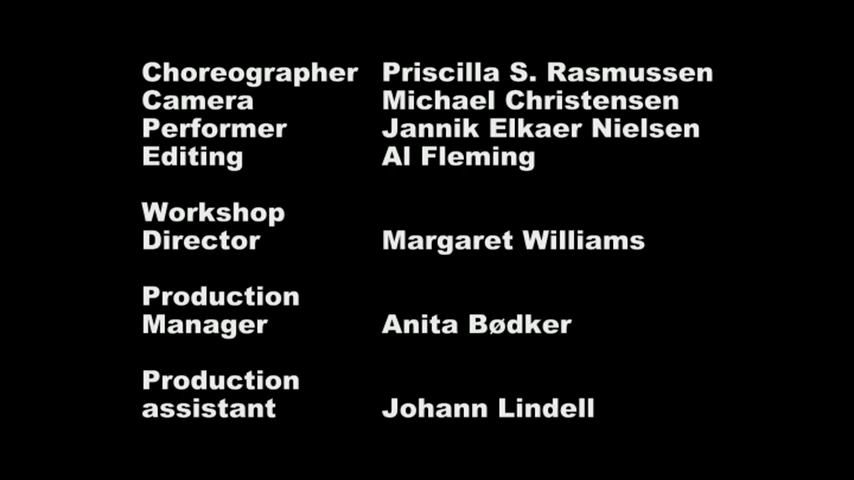 Choreographer Priscilla S. Rasmussen
Camera Michael Christensen
Performer Jannik Elkaer Nielsen
Editing Al Fleming
Workshop
Director Margaret Williams
Production
Manager Anita Bødker
Production
assistant Johann Lindell